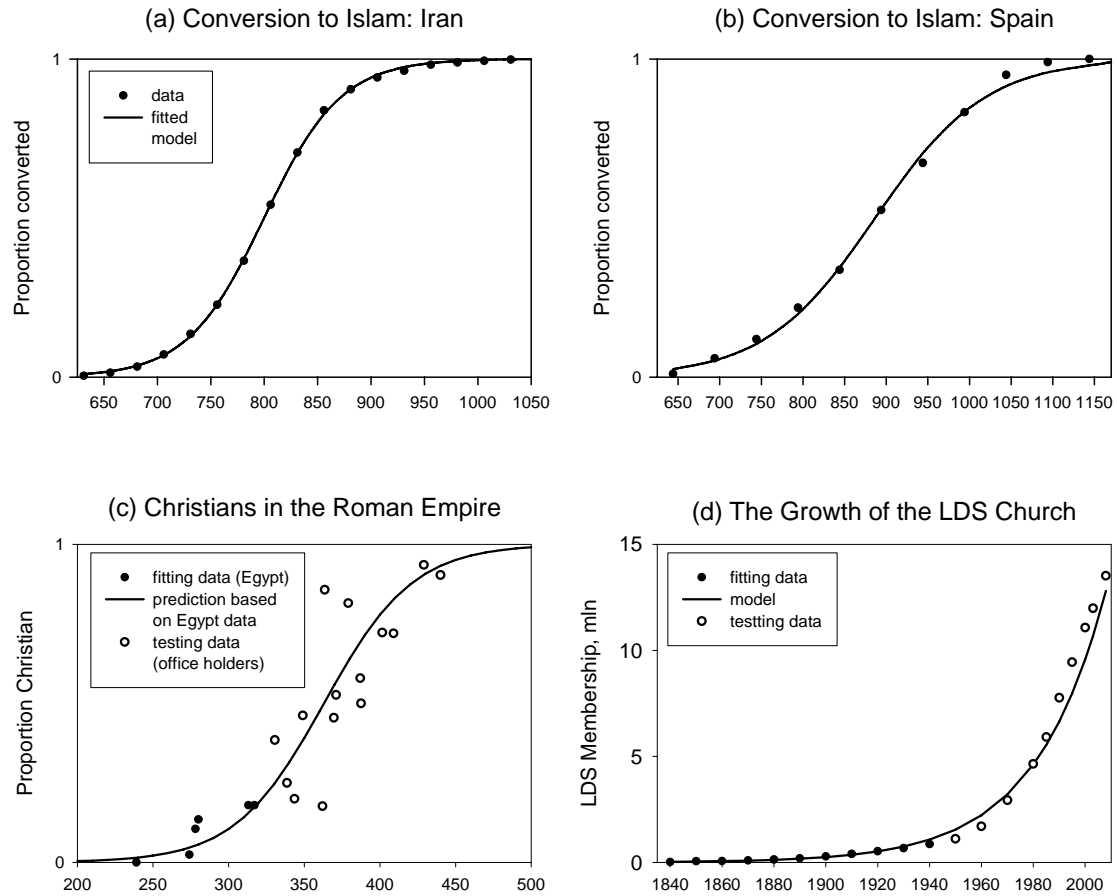 (a) Conversion to Islam: Iran
1
data
fitted
model
Proportion converted
0
650 700 750 800 850 900 950 1000 1050
(b) Conversion to Islam: Spain
1
Proportion converted
0
650 700 750 800 850 900 950 1000 1050 1100 1150
(c) Christians in the Roman Empire
1
fitting data (Egypt)
prediction based
on Egypt data
testing data
(office holders)
Proportion Christian
0
200 250 300 350 400 450 500
(d) The Growth of the LDS Church
15
fitting data
model
testting data
10
LDS Membership, mln
5
0
1840 1860 1880 1900 1920 1940 1960 1980 2000